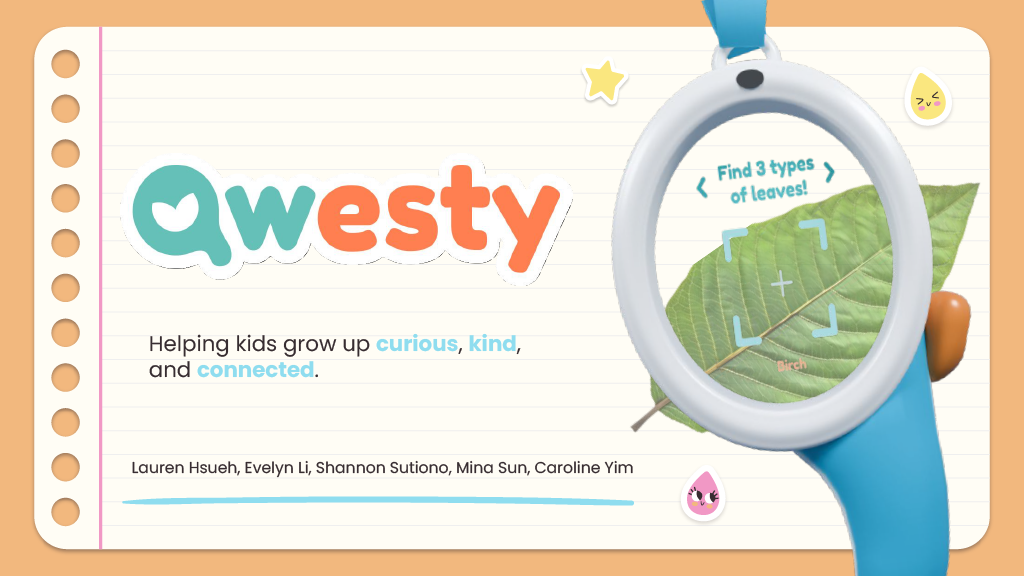 Qwesty
Find 3 types
of leaves!
Birch
Helping kids grow up curious, kind,
and connected.
Lauren Hsueh, Evelyn Li, Shannon Sutiono, Mina Sun, Caroline Yim